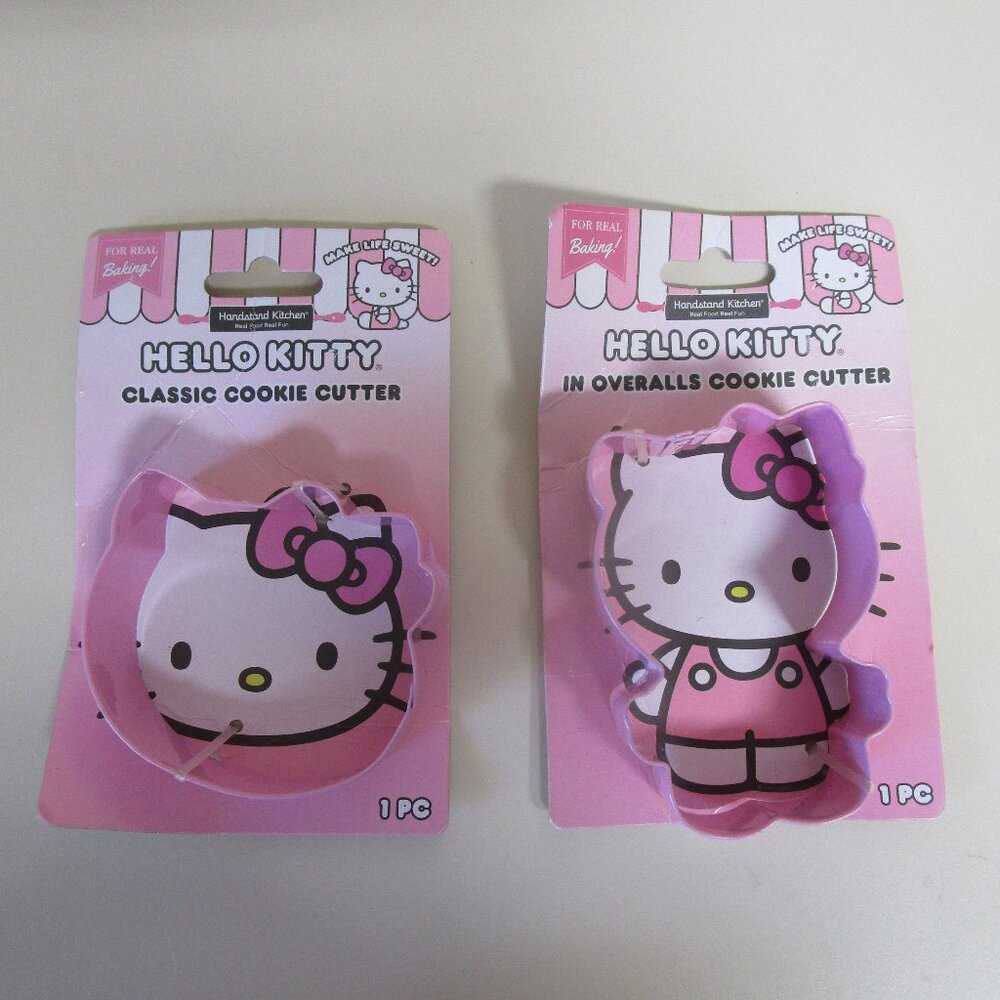 FOR REAL
Baking!
MAKE LIFE SWEET!
Handstand Kitchen®
Real Food Real Fun
HELLO KITTY®
CLASSIC COOKIE CUTTER
1 PC
FOR REAL
Baking!
MAKE LIFE SWEET!
Handstand Kitchen®
Real Food Real Fun
HELLO KITTY®
IN OVERALLS COOKIE CUTTER
1 PC